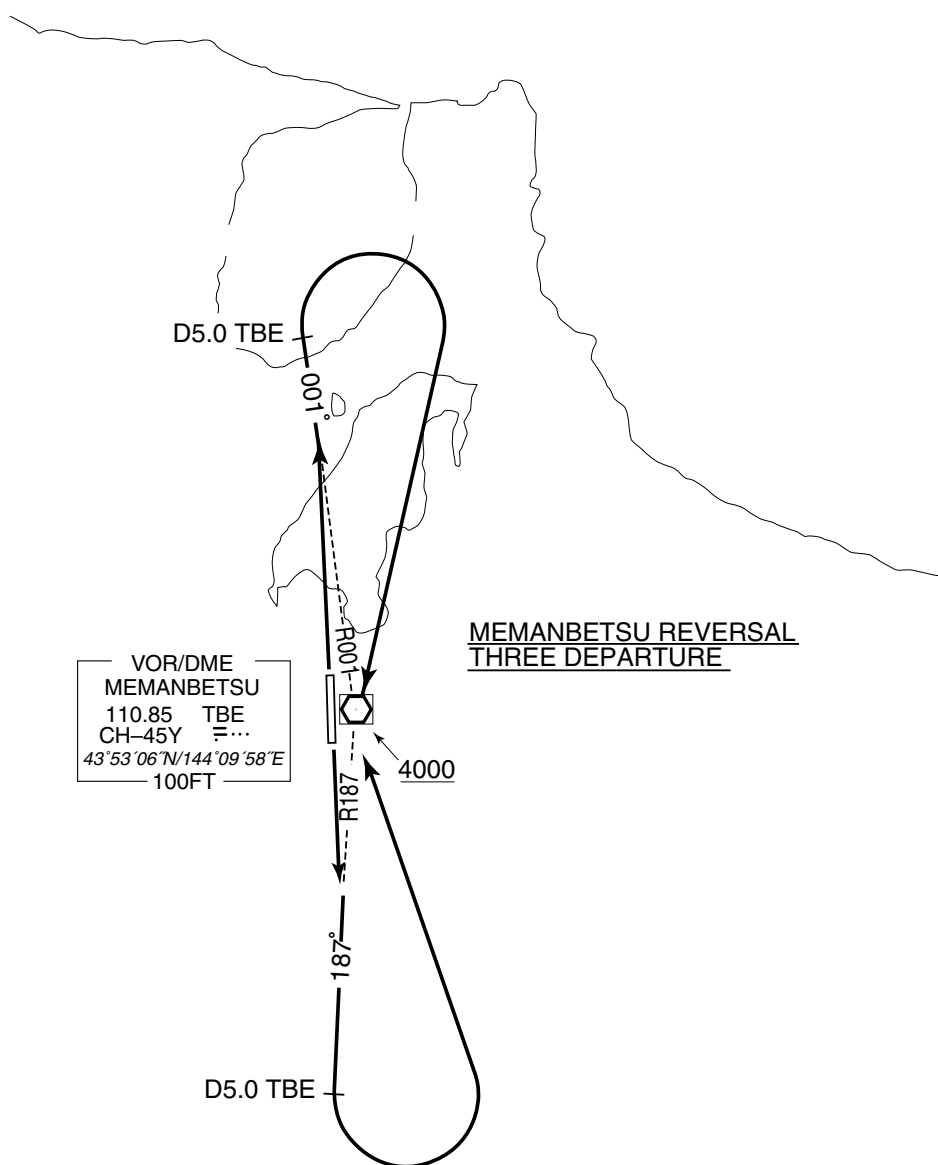 D5.0 TBE
001°
R001
MEMANBETSU REVERSAL
THREE DEPARTURE
VOR/DME
MEMANBETSU
110.85 TBE
CH–45Y
43°53´06˝N/144°09´58˝E
100FT
4000
R187
187°
D5.0 TBE